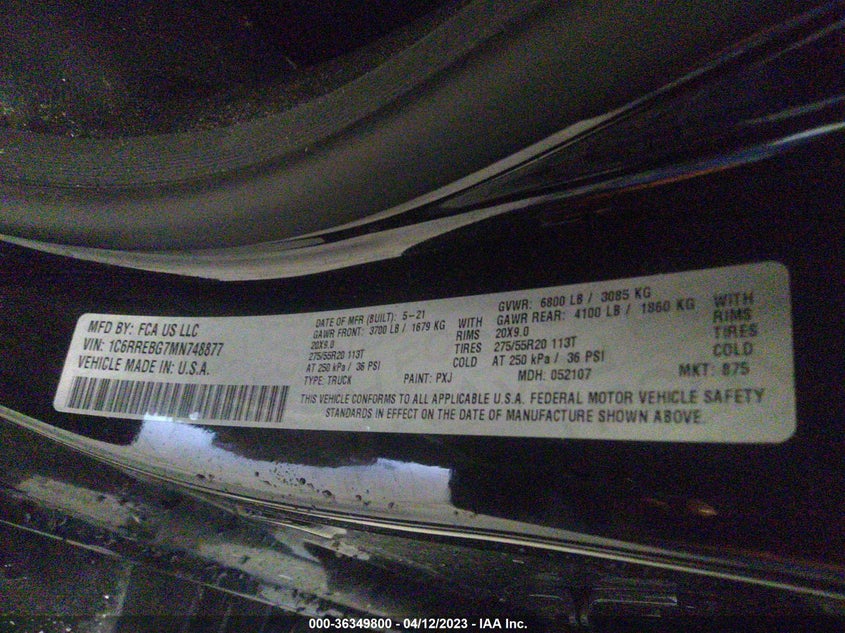 MFD BY: FCA US LLC
VIN: 1C6RREBG7MN748877
VEHICLE MADE IN: U.S.A.
DATE OF MFR (BUILT): 5-21
GAWR FRONT: 3700 LB / 1679 KG WITH
20X9.0 RIMS
275/55R20 113T TIRES
AT 250 kPa / 36 PSI COLD
TYPE: TRUCK PAINT: PXJ
GVWR: 6800 LB / 3085 KG
GAWR REAR: 4100 LB / 1860 KG WITH
20X9.0 RIMS
275/55R20 113T TIRES
AT 250 kPa / 36 PSI COLD
MDH: 052107 MKT: 875
THIS VEHICLE CONFORMS TO ALL APPLICABLE U.S.A. FEDERAL MOTOR VEHICLE SAFETY
STANDARDS IN EFFECT ON THE DATE OF MANUFACTURE SHOWN ABOVE.
000-36349800 - 04/12/2023 - IAA Inc.